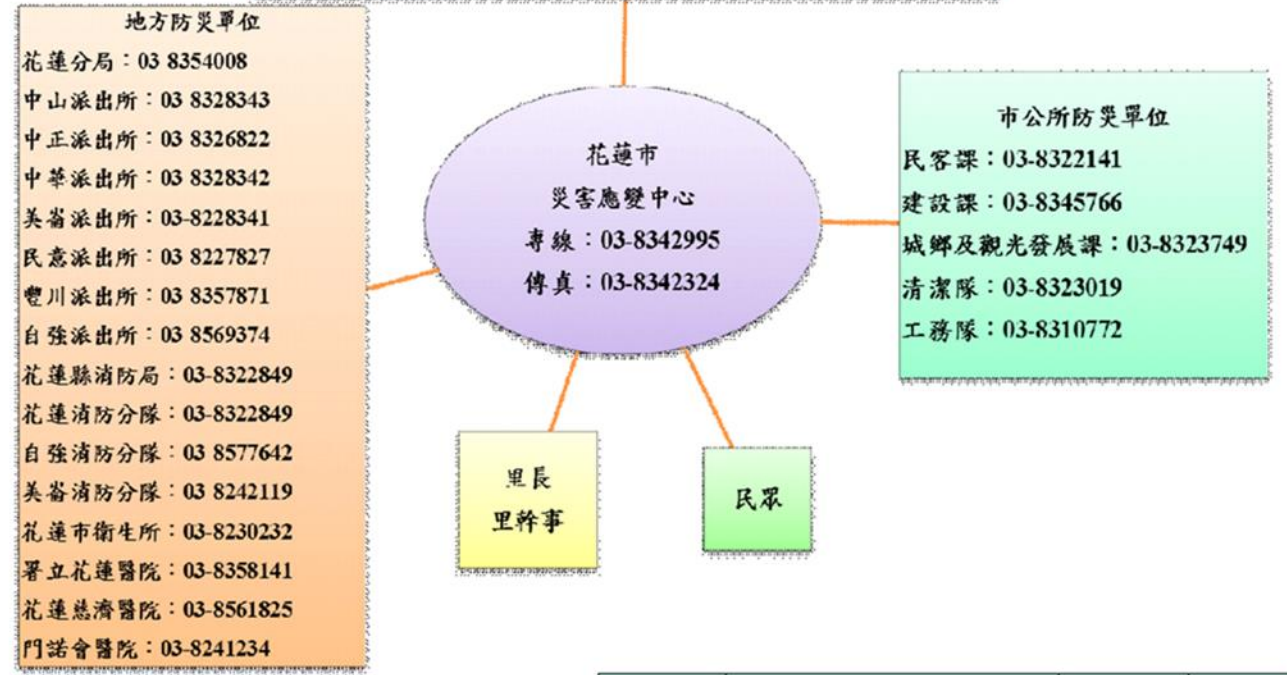 地方防災單位
花蓮分局：03 8354008
中山派出所：03 8328343
中正派出所：03 8326822
中華派出所：03 8328342
美崙派出所：03-8228341
民意派出所：03 8227827
豐川派出所：03 8357871
自強派出所：03 8569374
花蓮縣消防局：03-8322849
花蓮消防分隊：03-8322849
自強消防分隊：03 8577642
美崙消防分隊：03 8242119
花蓮市衛生所：03-8230232
署立花蓮醫院：03-8358141
花蓮慈濟醫院：03-8561825
門諾會醫院：03-8241234
花蓮市
災害應變中心
專線：03-8342995
傳真：03-8342324
市公所防災單位
民客課：03-8322141
建設課：03-8345766
城鄉及觀光發展課：03-8323749
清潔隊：03-8323019
工務隊：03-8310772
里長
里幹事
民眾